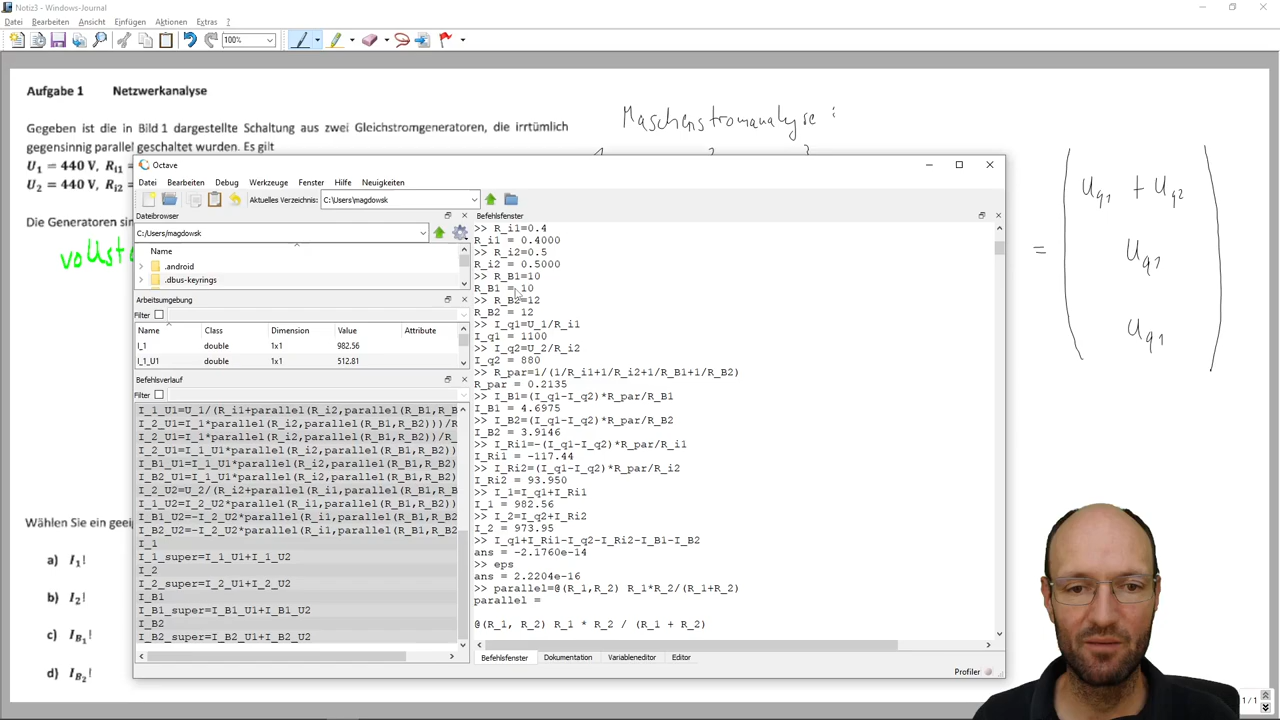 Notiz3 - Windows-Journal
Datei Bearbeiten Ansicht Einfügen Aktionen Extras ?
100%
Aufgabe 1 Netzwerkanalyse
Gegeben ist die in Bild 1 dargestellte Schaltung aus zwei Gleichstromgeneratoren, die irrtümlich
gegensinnig parallel geschaltet wurden. Es gilt
U1 = 440 V, Ri1 =
U2 = 440 V, Ri2 =
Die Generatoren sin
vollst
Wählen Sie ein geei
a) I1!
b) I2!
c) IB1!
d) IB2!
Maschenstromanalyse :
=
Uq1 + Uq2
Uq1
Uq1
Octave
Datei Bearbeiten Debug Werkzeuge Fenster Hilfe Neuigkeiten
Aktuelles Verzeichnis: C:\Users\magdowsk
Dateibrowser
C:/Users/magdowsk
Name
.android
.dbus-keyrings
Arbeitsumgebung
Filter
Name Class Dimension Value Attribute
I_1 double 1x1 982.56
I_1_U1 double 1x1 512.81
Befehlsverlauf
Filter
I_1_U1=U_1/(R_i1+parallel(R_i2,parallel(R_B1,R_B
I_2_U1=I_1*parallel(R_i2,parallel(R_B1,R_B2)))/R
I_2_U1=I_1*parallel(R_i2,parallel(R_B1,R_B2))/R_
I_2_U1=I_1_U1*parallel(R_i2,parallel(R_B1,R_B2))
I_B1_U1=I_1_U1*parallel(R_i2,parallel(R_B1,R_B2)
I_B2_U1=I_1_U1*parallel(R_i2,parallel(R_B1,R_B2)
I_2_U2=U_2/(R_i2+parallel(R_i1,parallel(R_B1,R_B
I_1_U2=I_2_U2*parallel(R_i1,parallel(R_B1,R_B2))
I_B1_U2=-I_2_U2*parallel(R_i1,parallel(R_B1,R_B2
I_B2_U2=-I_2_U2*parallel(R_i1,parallel(R_B1,R_B2
I_1
I_1_super=I_1_U1+I_1_U2
I_2
I_2_super=I_2_U1+I_2_U2
I_B1
I_B1_super=I_B1_U1+I_B1_U2
I_B2
I_B2_super=I_B2_U1+I_B2_U2
Befehlsfenster
>> R_i1=0.4
R_i1 = 0.4000
>> R_i2=0.5
R_i2 = 0.5000
>> R_B1=10
R_B1 = 10
>> R_B2=12
R_B2 = 12
>> I_q1=U_1/R_i1
I_q1 = 1100
>> I_q2=U_2/R_i2
I_q2 = 880
>> R_par=1/(1/R_i1+1/R_i2+1/R_B1+1/R_B2)
R_par = 0.2135
>> I_B1=(I_q1-I_q2)*R_par/R_B1
I_B1 = 4.6975
>> I_B2=(I_q1-I_q2)*R_par/R_B2
I_B2 = 3.9146
>> I_Ri1=-(I_q1-I_q2)*R_par/R_i1
I_Ri1 = -117.44
>> I_Ri2=(I_q1-I_q2)*R_par/R_i2
I_Ri2 = 93.950
>> I_1=I_q1+I_Ri1
I_1 = 982.56
>> I_2=I_q2+I_Ri2
I_2 = 973.95
>> I_q1+I_Ri1-I_q2-I_Ri2-I_B1-I_B2
ans = -2.1760e-14
>> eps
ans = 2.2204e-16
>> parallel=@(R_1,R_2) R_1*R_2/(R_1+R_2)
parallel =
@(R_1, R_2) R_1 * R_2 / (R_1 + R_2)
Befehlsfenster Dokumentation Variableneditor Editor
Profiler
1/1